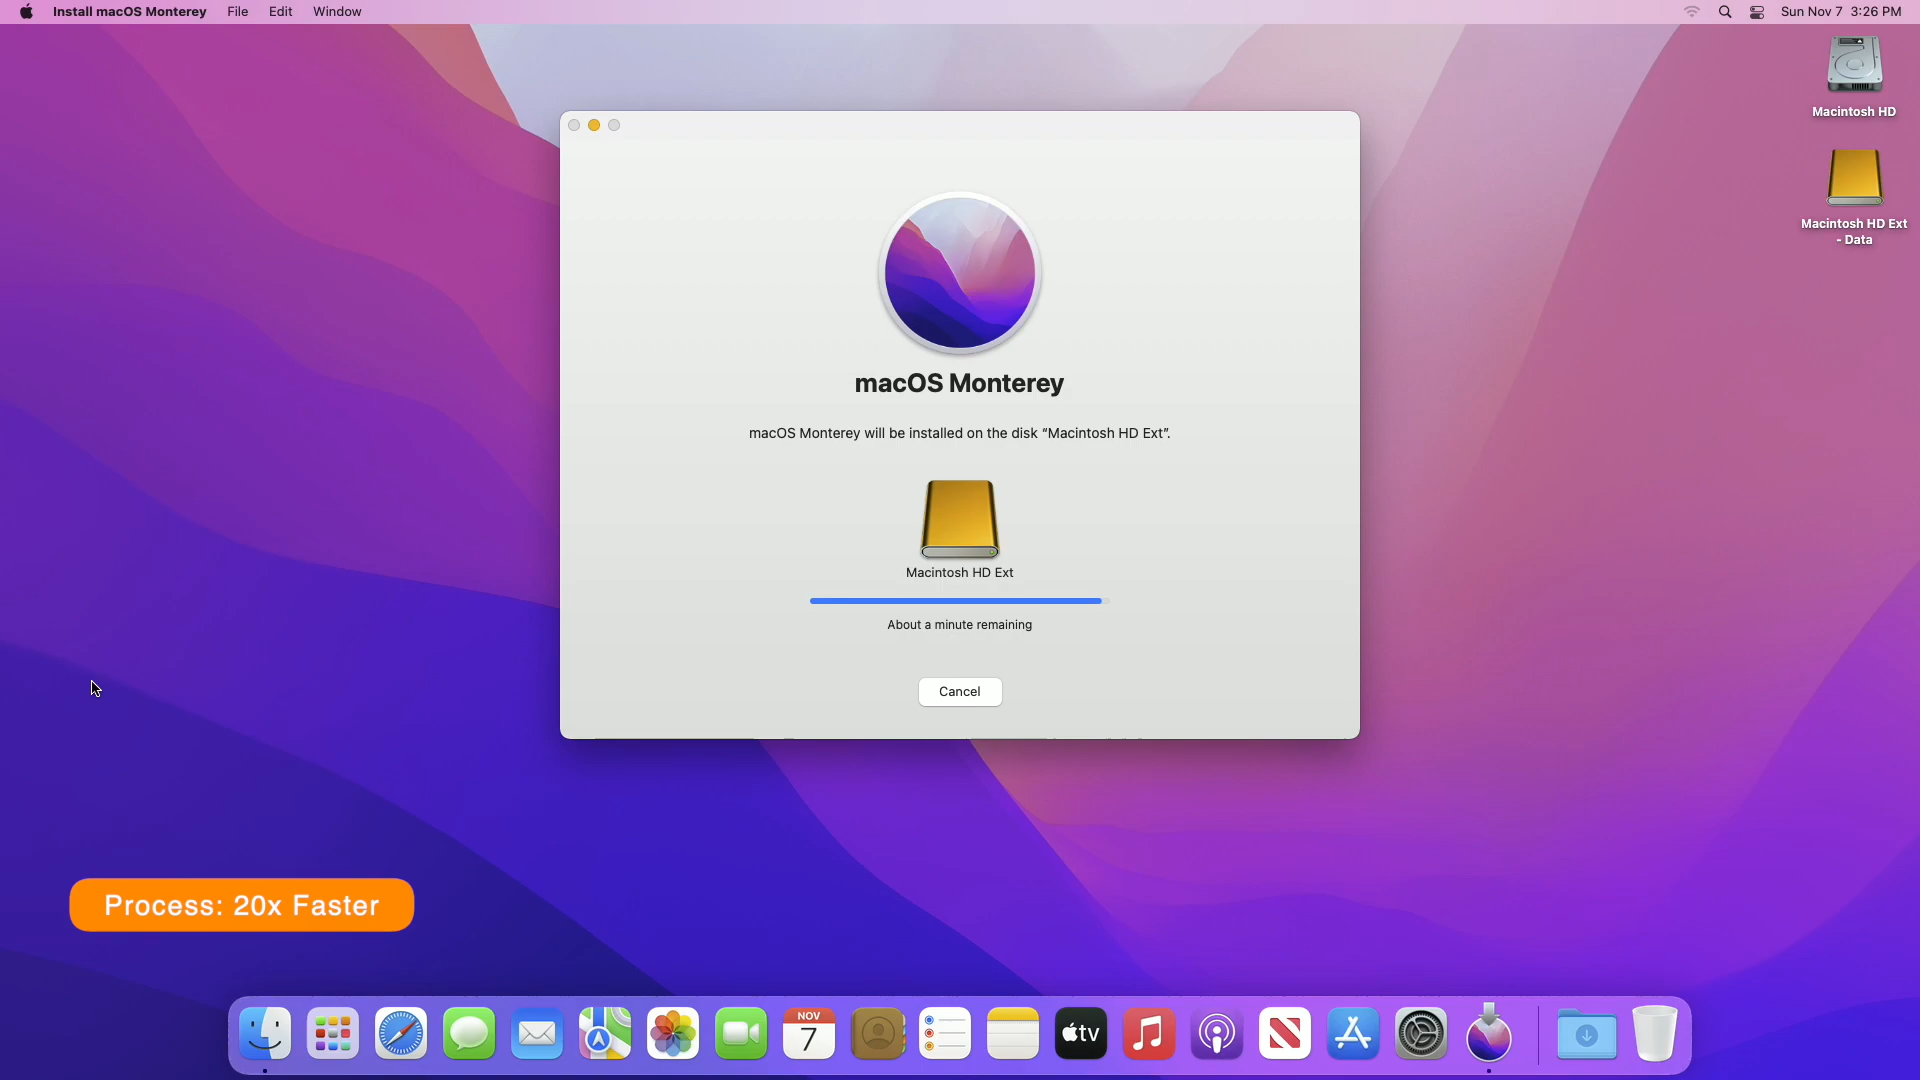 Install macOS Monterey File Edit Window
Sun Nov 7 3:26 PM
Macintosh HD
Macintosh HD Ext
- Data
macOS Monterey
macOS Monterey will be installed on the disk “Macintosh HD Ext”.
Macintosh HD Ext
About a minute remaining
Cancel
Process: 20x Faster
NOV
7
tv